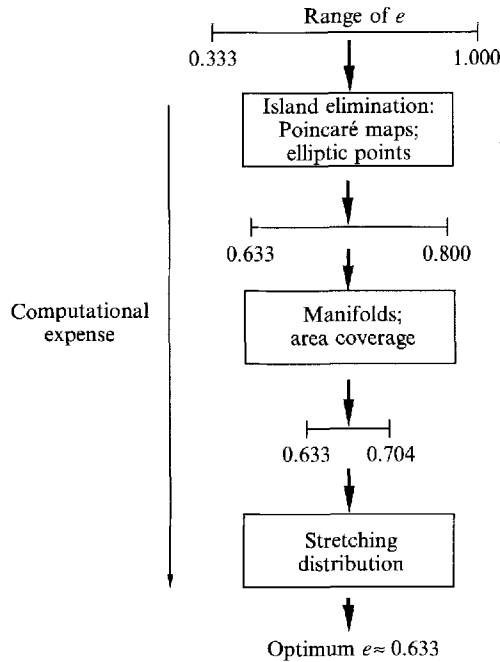 Range of e
0.333 1.000
Island elimination:
Poincaré maps;
elliptic points
0.633 0.800
Computational
expense
Manifolds;
area coverage
0.633 0.704
Stretching
distribution
Optimum e≈ 0.633